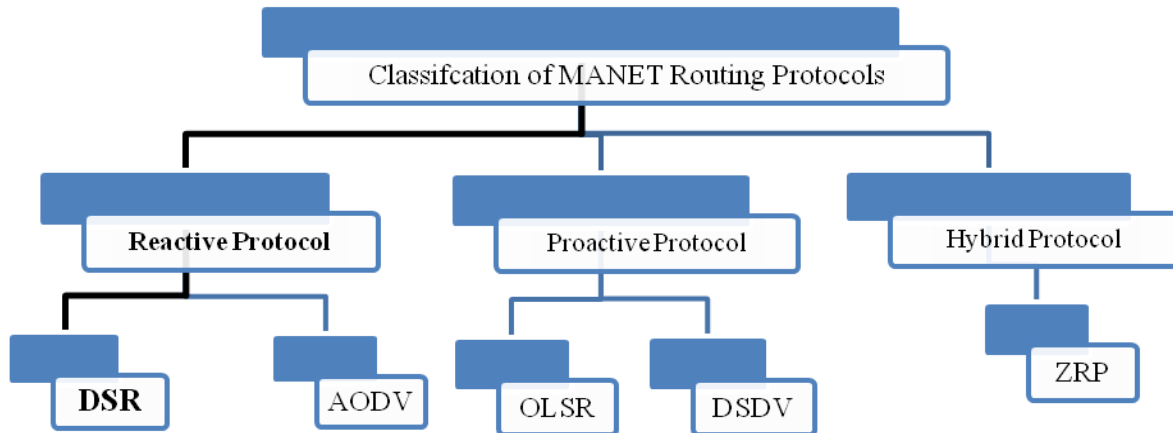 Classifcation of MANET Routing Protocols
Reactive Protocol
Proactive Protocol
Hybrid Protocol
DSR
AODV
OLSR
DSDV
ZRP